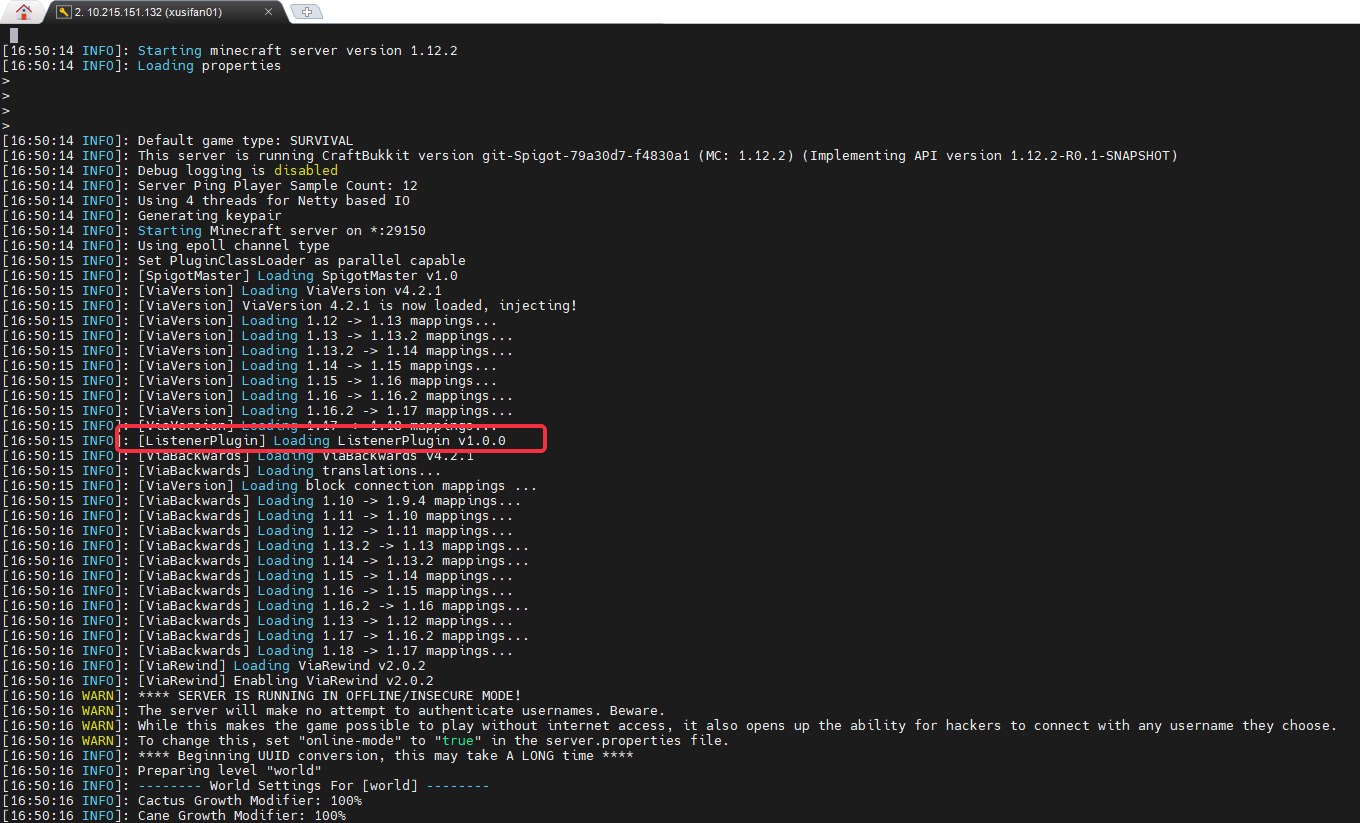 2. 10.215.151.132 (xusifan01)
[16:50:14 INFO]: Starting minecraft server version 1.12.2
[16:50:14 INFO]: Loading properties
>
>
>
>
[16:50:14 INFO]: Default game type: SURVIVAL
[16:50:14 INFO]: This server is running CraftBukkit version git-Spigot-79a30d7-f4830a1 (MC: 1.12.2) (Implementing API version 1.12.2-R0.1-SNAPSHOT)
[16:50:14 INFO]: Debug logging is disabled
[16:50:14 INFO]: Server Ping Player Sample Count: 12
[16:50:14 INFO]: Using 4 threads for Netty based IO
[16:50:14 INFO]: Generating keypair
[16:50:14 INFO]: Starting Minecraft server on *:29150
[16:50:14 INFO]: Using epoll channel type
[16:50:15 INFO]: Set PluginClassLoader as parallel capable
[16:50:15 INFO]: [SpigotMaster] Loading SpigotMaster v1.0
[16:50:15 INFO]: [ViaVersion] Loading ViaVersion v4.2.1
[16:50:15 INFO]: [ViaVersion] ViaVersion 4.2.1 is now loaded, injecting!
[16:50:15 INFO]: [ViaVersion] Loading 1.12 -> 1.13 mappings...
[16:50:15 INFO]: [ViaVersion] Loading 1.13 -> 1.13.2 mappings...
[16:50:15 INFO]: [ViaVersion] Loading 1.13.2 -> 1.14 mappings...
[16:50:15 INFO]: [ViaVersion] Loading 1.14 -> 1.15 mappings...
[16:50:15 INFO]: [ViaVersion] Loading 1.15 -> 1.16 mappings...
[16:50:15 INFO]: [ViaVersion] Loading 1.16 -> 1.16.2 mappings...
[16:50:15 INFO]: [ViaVersion] Loading 1.16.2 -> 1.17 mappings...
[16:50:15 INFO]: [ViaVersion] Loading 1.17 -> 1.18 mappings...
[16:50:15 INFO]: [ListenerPlugin] Loading ListenerPlugin v1.0.0
[16:50:15 INFO]: [ViaBackwards] Loading ViaBackwards v4.2.1
[16:50:15 INFO]: [ViaBackwards] Loading translations...
[16:50:15 INFO]: [ViaVersion] Loading block connection mappings ...
[16:50:16 INFO]: [ViaBackwards] Loading 1.10 -> 1.9.4 mappings...
[16:50:16 INFO]: [ViaBackwards] Loading 1.11 -> 1.10 mappings...
[16:50:16 INFO]: [ViaBackwards] Loading 1.12 -> 1.11 mappings...
[16:50:16 INFO]: [ViaBackwards] Loading 1.13.2 -> 1.13 mappings...
[16:50:16 INFO]: [ViaBackwards] Loading 1.14 -> 1.13.2 mappings...
[16:50:16 INFO]: [ViaBackwards] Loading 1.15 -> 1.14 mappings...
[16:50:16 INFO]: [ViaBackwards] Loading 1.16 -> 1.15 mappings...
[16:50:16 INFO]: [ViaBackwards] Loading 1.16.2 -> 1.16 mappings...
[16:50:16 INFO]: [ViaBackwards] Loading 1.13 -> 1.12 mappings...
[16:50:16 INFO]: [ViaBackwards] Loading 1.17 -> 1.16.2 mappings...
[16:50:16 INFO]: [ViaBackwards] Loading 1.18 -> 1.17 mappings...
[16:50:16 INFO]: [ViaRewind] Loading ViaRewind v2.0.2
[16:50:16 INFO]: [ViaRewind] Enabling ViaRewind v2.0.2
[16:50:16 WARN]: **** SERVER IS RUNNING IN OFFLINE/INSECURE MODE!
[16:50:16 WARN]: The server will make no attempt to authenticate usernames. Beware.
[16:50:16 WARN]: While this makes the game possible to play without internet access, it also opens up the ability for hackers to connect with any username they choose.
[16:50:16 WARN]: To change this, set "online-mode" to "true" in the server.properties file.
[16:50:16 INFO]: **** Beginning UUID conversion, this may take A LONG time ****
[16:50:16 INFO]: Preparing level "world"
[16:50:16 INFO]: -------- World Settings For [world] --------
[16:50:16 INFO]: Cactus Growth Modifier: 100%
[16:50:16 INFO]: Cane Growth Modifier: 100%